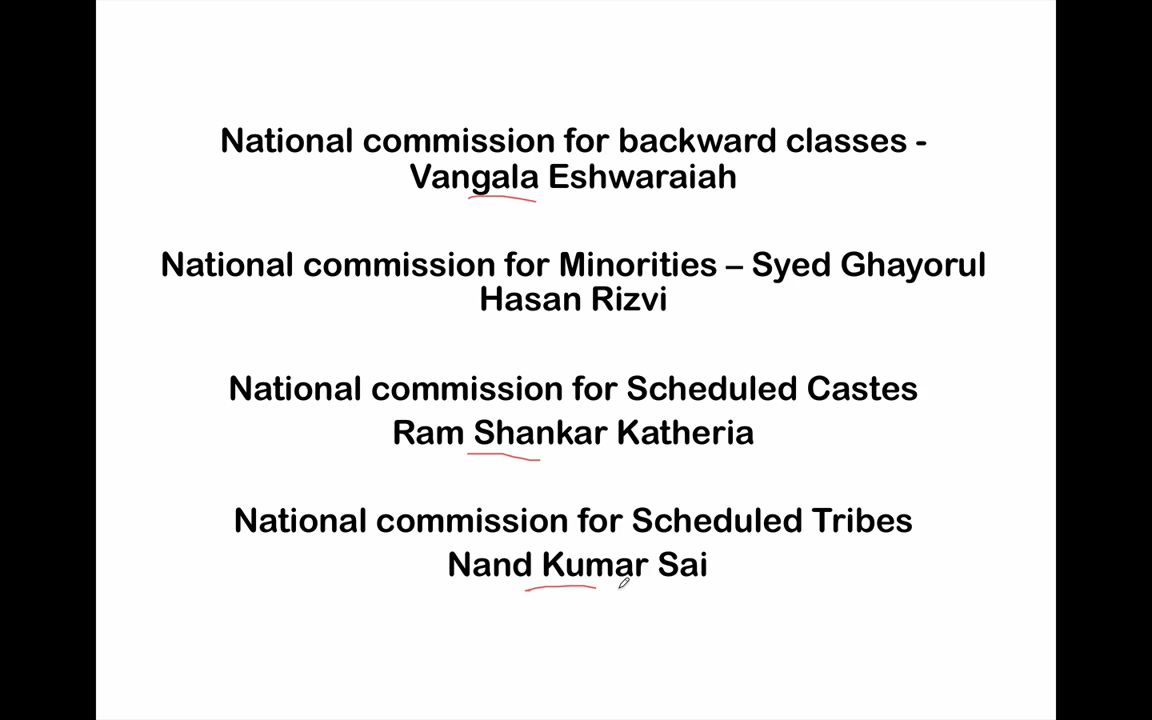 National commission for backward classes -
Vangala Eshwaraiah
National commission for Minorities – Syed Ghayorul
Hasan Rizvi
National commission for Scheduled Castes
Ram Shankar Katheria
National commission for Scheduled Tribes
Nand Kumar Sai